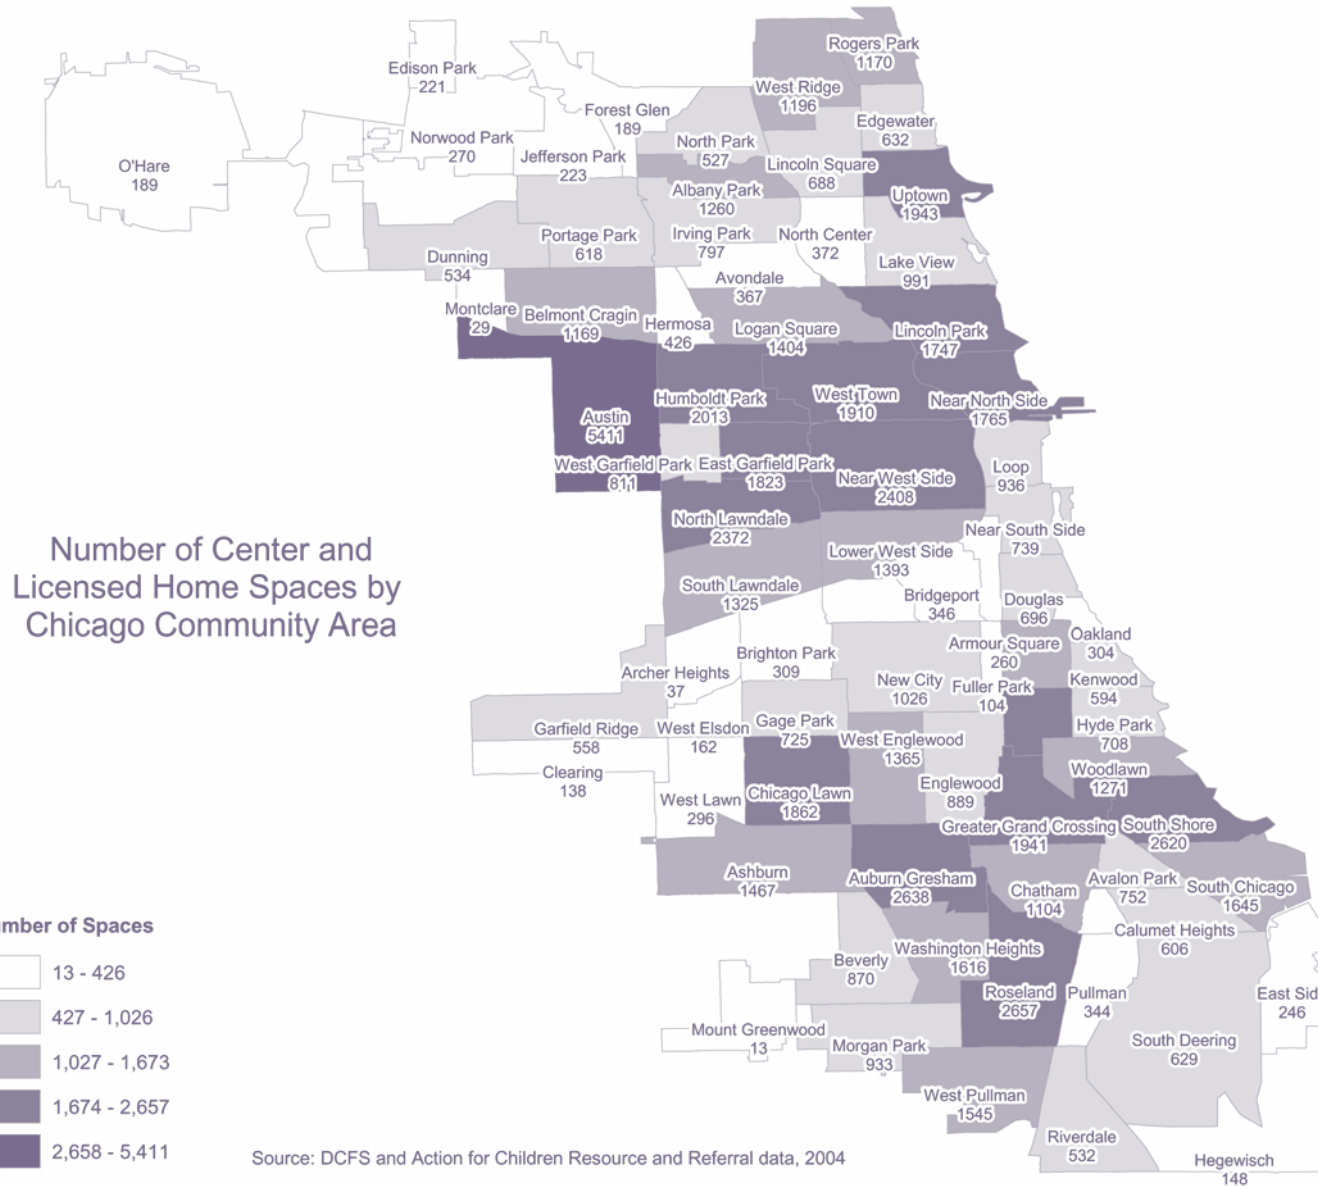 Rogers Park
1170
Edison Park
221
West Ridge
1196
Forest Glen
189
Edgewater
632
Norwood Park
270
North Park
527
Jefferson Park
223
Lincoln Square
688
O'Hare
189
Albany Park
1260
Uptown
1943
Portage Park
618
Irving Park
797
North Center
372
Dunning
534
Lake View
991
Avondale
367
Montclare
29
Belmont Cragin
1169
Hermosa
426
Logan Square
1404
Lincoln Park
1747
Humboldt Park
2013
West Town
1910
Near North Side
1765
Austin
5411
West Garfield Park
811
East Garfield Park
1823
Near West Side
2408
Loop
936
North Lawndale
2372
Near South Side
739
Number of Center and
Licensed Home Spaces by
Chicago Community Area
Lower West Side
1393
South Lawndale
1325
Bridgeport
346
Douglas
696
Oakland
304
Armour Square
260
Brighton Park
309
Archer Heights
37
New City
1026
Fuller Park
104
Kenwood
594
Garfield Ridge
558
West Elsdon
162
Gage Park
725
West Englewood
1365
Hyde Park
708
Clearing
138
Woodlawn
1271
Englewood
889
West Lawn
296
Chicago Lawn
1862
Greater Grand Crossing
1941
South Shore
2620
Ashburn
1467
Auburn Gresham
2638
Chatham
1104
Avalon Park
752
South Chicago
1645
Calumet Heights
606
Washington Heights
1616
Beverly
870
Roseland
2657
Pullman
344
East Sid
246
Mount Greenwood
13
Morgan Park
933
South Deering
629
West Pullman
1545
Riverdale
532
Hegewisch
148
mber of Spaces
13 - 426
427 - 1,026
1,027 - 1,673
1,674 - 2,657
2,658 - 5,411
Source: DCFS and Action for Children Resource and Referral data, 2004